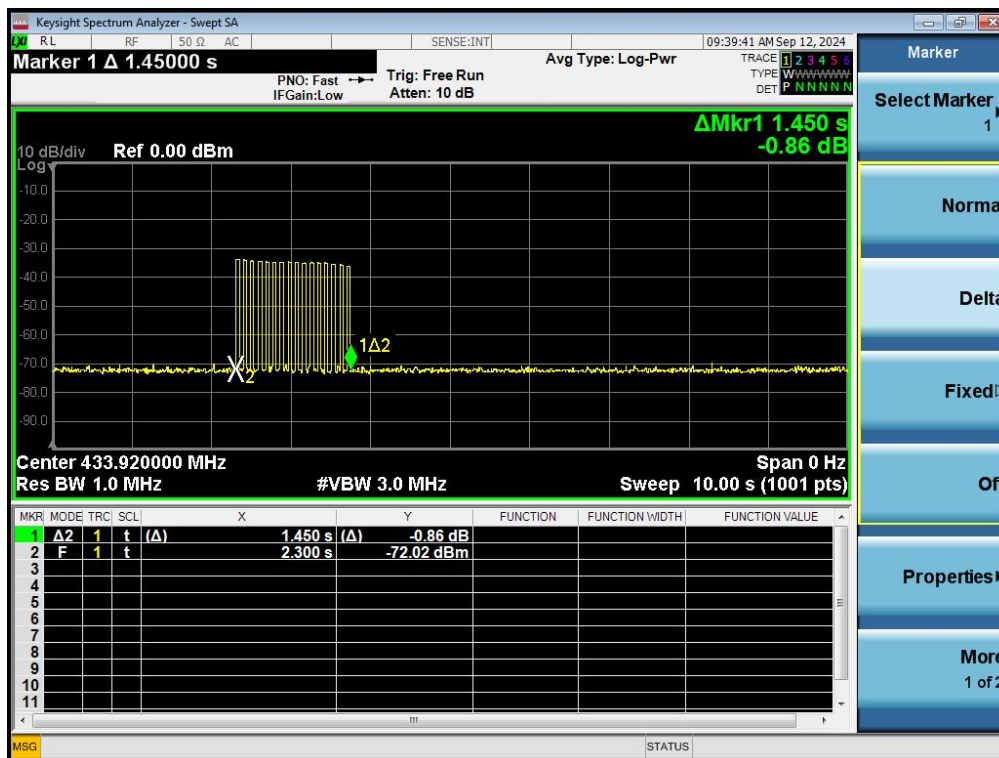 Keysight Spectrum Analyzer - Swept SA
LXI RL RF 50 Ω AC SENSE:INT 09:39:41 AM Sep 12, 2024
Marker 1 Δ 1.45000 s
PNO: Fast
IFGain:Low
Trig: Free Run
Atten: 10 dB
Avg Type: Log-Pwr
TRACE 1 2 3 4 5 6
TYPE W
DET P N N N N N
ΔMkr1 1.450 s
-0.86 dB
10 dB/div Ref 0.00 dBm
Log
-10.0
-20.0
-30.0
-40.0
-50.0
-60.0
-70.0
-80.0
-90.0
1Δ2
2
Center 433.920000 MHz Span 0 Hz
Res BW 1.0 MHz #VBW 3.0 MHz Sweep 10.00 s (1001 pts)
MKR MODE TRC SCL X Y FUNCTION FUNCTION WIDTH FUNCTION VALUE
1 Δ2 1 t (Δ) 1.450 s (Δ) -0.86 dB
2 F 1 t 2.300 s -72.02 dBm
3
4
5
6
7
8
9
10
11
MSG STATUS
Marker
Select Marker
1
Norma
Delta
Fixed
Of
Properties
More
1 of 2